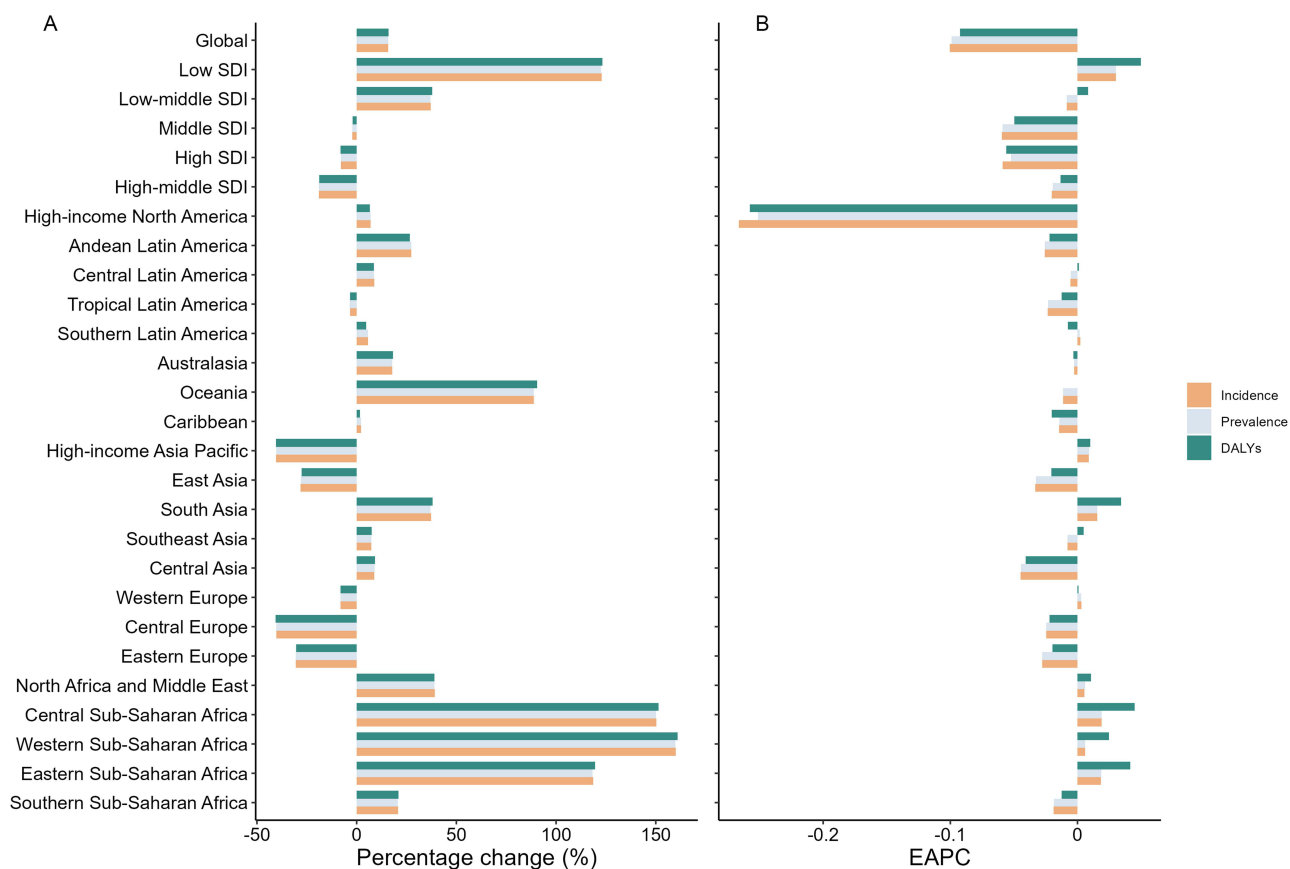 A
B
Global
Low SDI
Low-middle SDI
Middle SDI
High SDI
High-middle SDI
High-income North America
Andean Latin America
Central Latin America
Tropical Latin America
Southern Latin America
Australasia
Oceania
Caribbean
High-income Asia Pacific
East Asia
South Asia
Southeast Asia
Central Asia
Western Europe
Central Europe
Eastern Europe
North Africa and Middle East
Central Sub-Saharan Africa
Western Sub-Saharan Africa
Eastern Sub-Saharan Africa
Southern Sub-Saharan Africa
-50 0 50 100 150
Percentage change (%)
-0.2 -0.1 0
EAPC
Incidence
Prevalence
DALYs